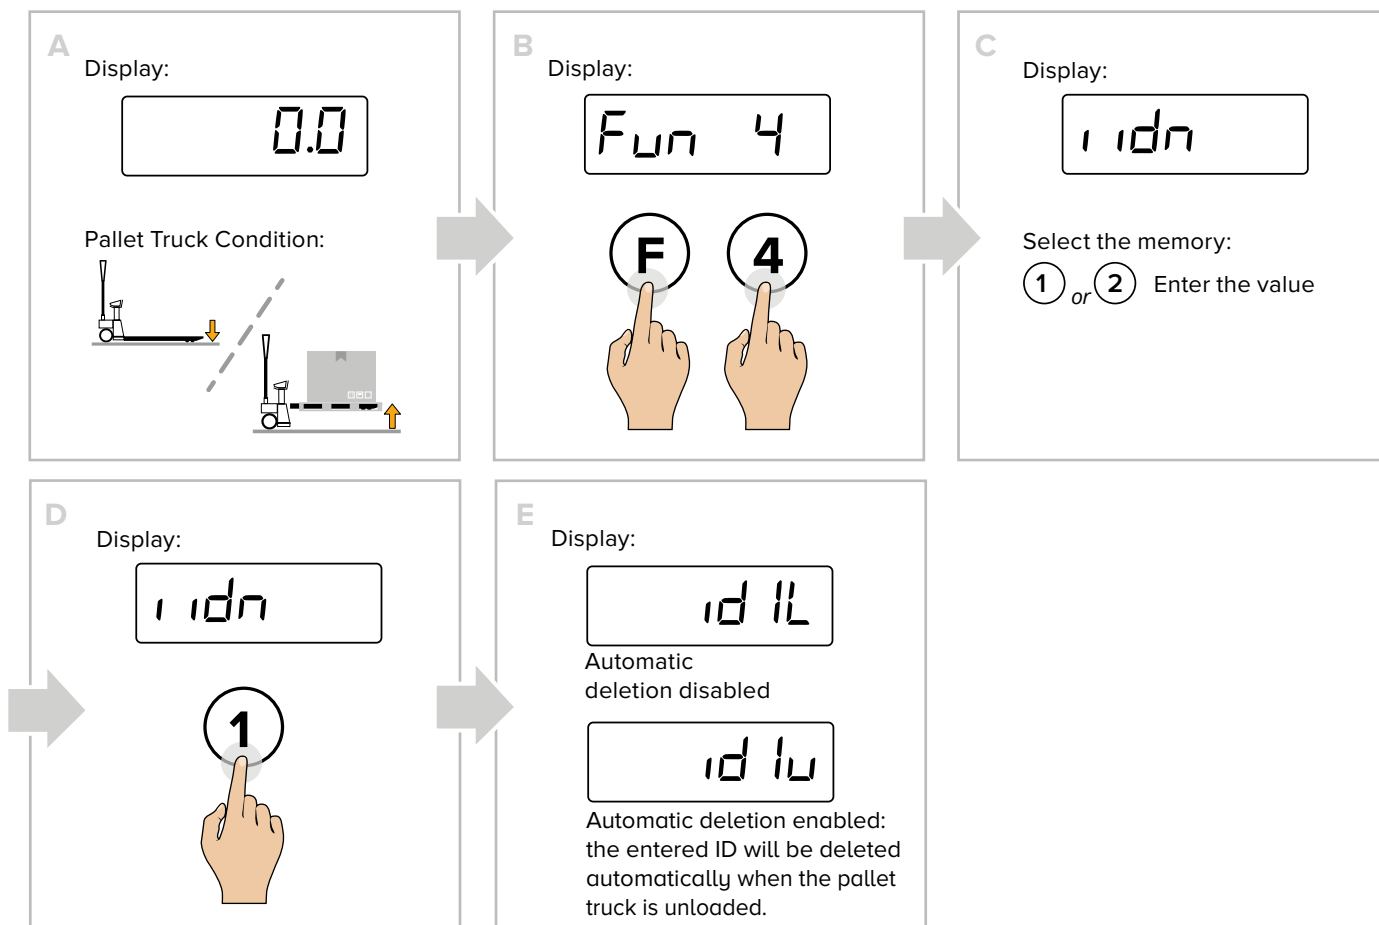 A
Display:
0.0
Pallet Truck Condition:
B
Display:
Fun 4
F 4
C
Display:
i idn
Select the memory:
1 or 2 Enter the value
D
Display:
i idn
1
E
Display:
id 1L
Automatic
deletion disabled
id 1u
Automatic deletion enabled:
the entered ID will be deleted
automatically when the pallet
truck is unloaded.